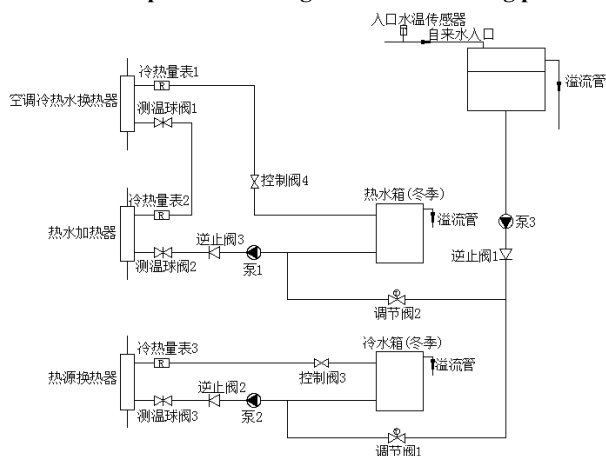 入口水温传感器
自来水入口
冷热量表1
R
溢流管
空调冷热水换热器
测温球阀1
控制阀4
热水箱(冬季)
冷热量表2
R
溢流管
泵3
热水加热器
逆止阀3
逆止阀1
测温球阀2
泵1
调节阀2
冷水箱(冬季)
冷热量表3
R
溢流管
热源换热器
控制阀3
逆止阀2
测温球阀3
泵2
调节阀1